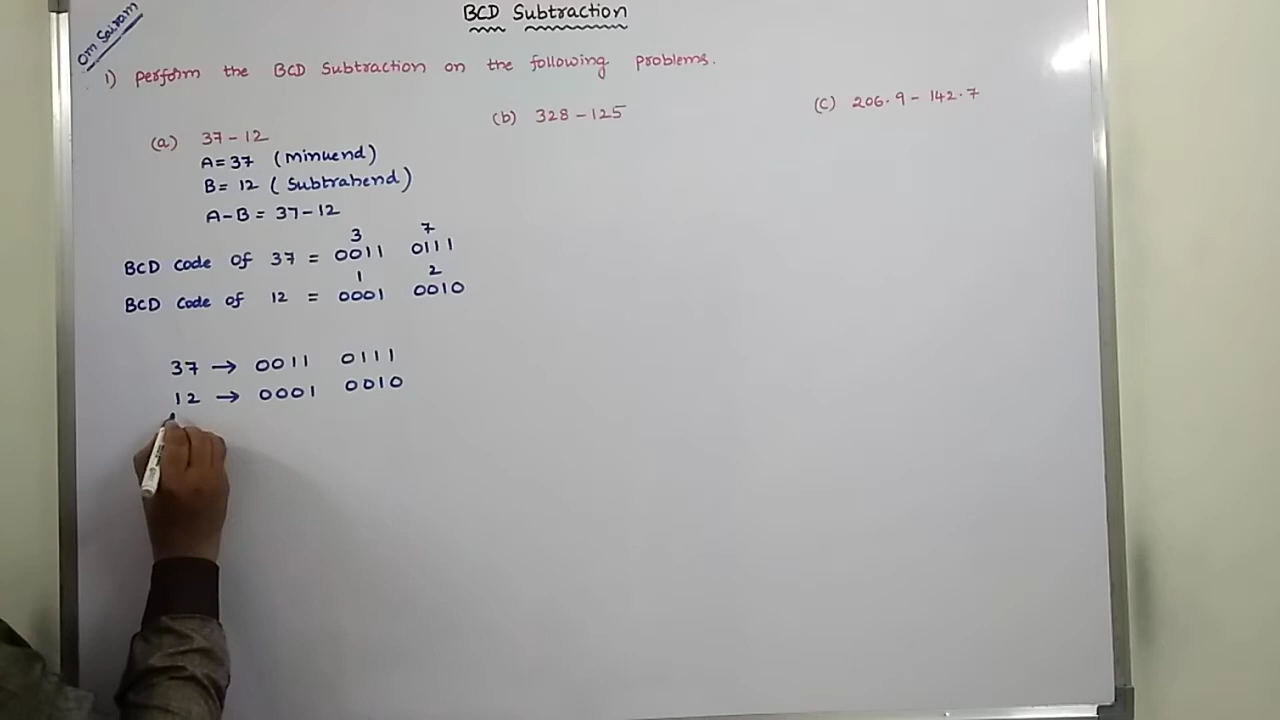 Om Sairam
BCD Subtraction
1) perform the BCD Subtraction on the following problems.
(a) 37-12
A=37 (Minuend)
B= 12 (Subtrahend)
A-B = 37-12
3 7
BCD Code of 37 = 0011 0111
1 2
BCD Code of 12 = 0001 0010
37 → 0011 0111
12 → 0001 0010
(b) 328-125
(C) 206.9-142.7